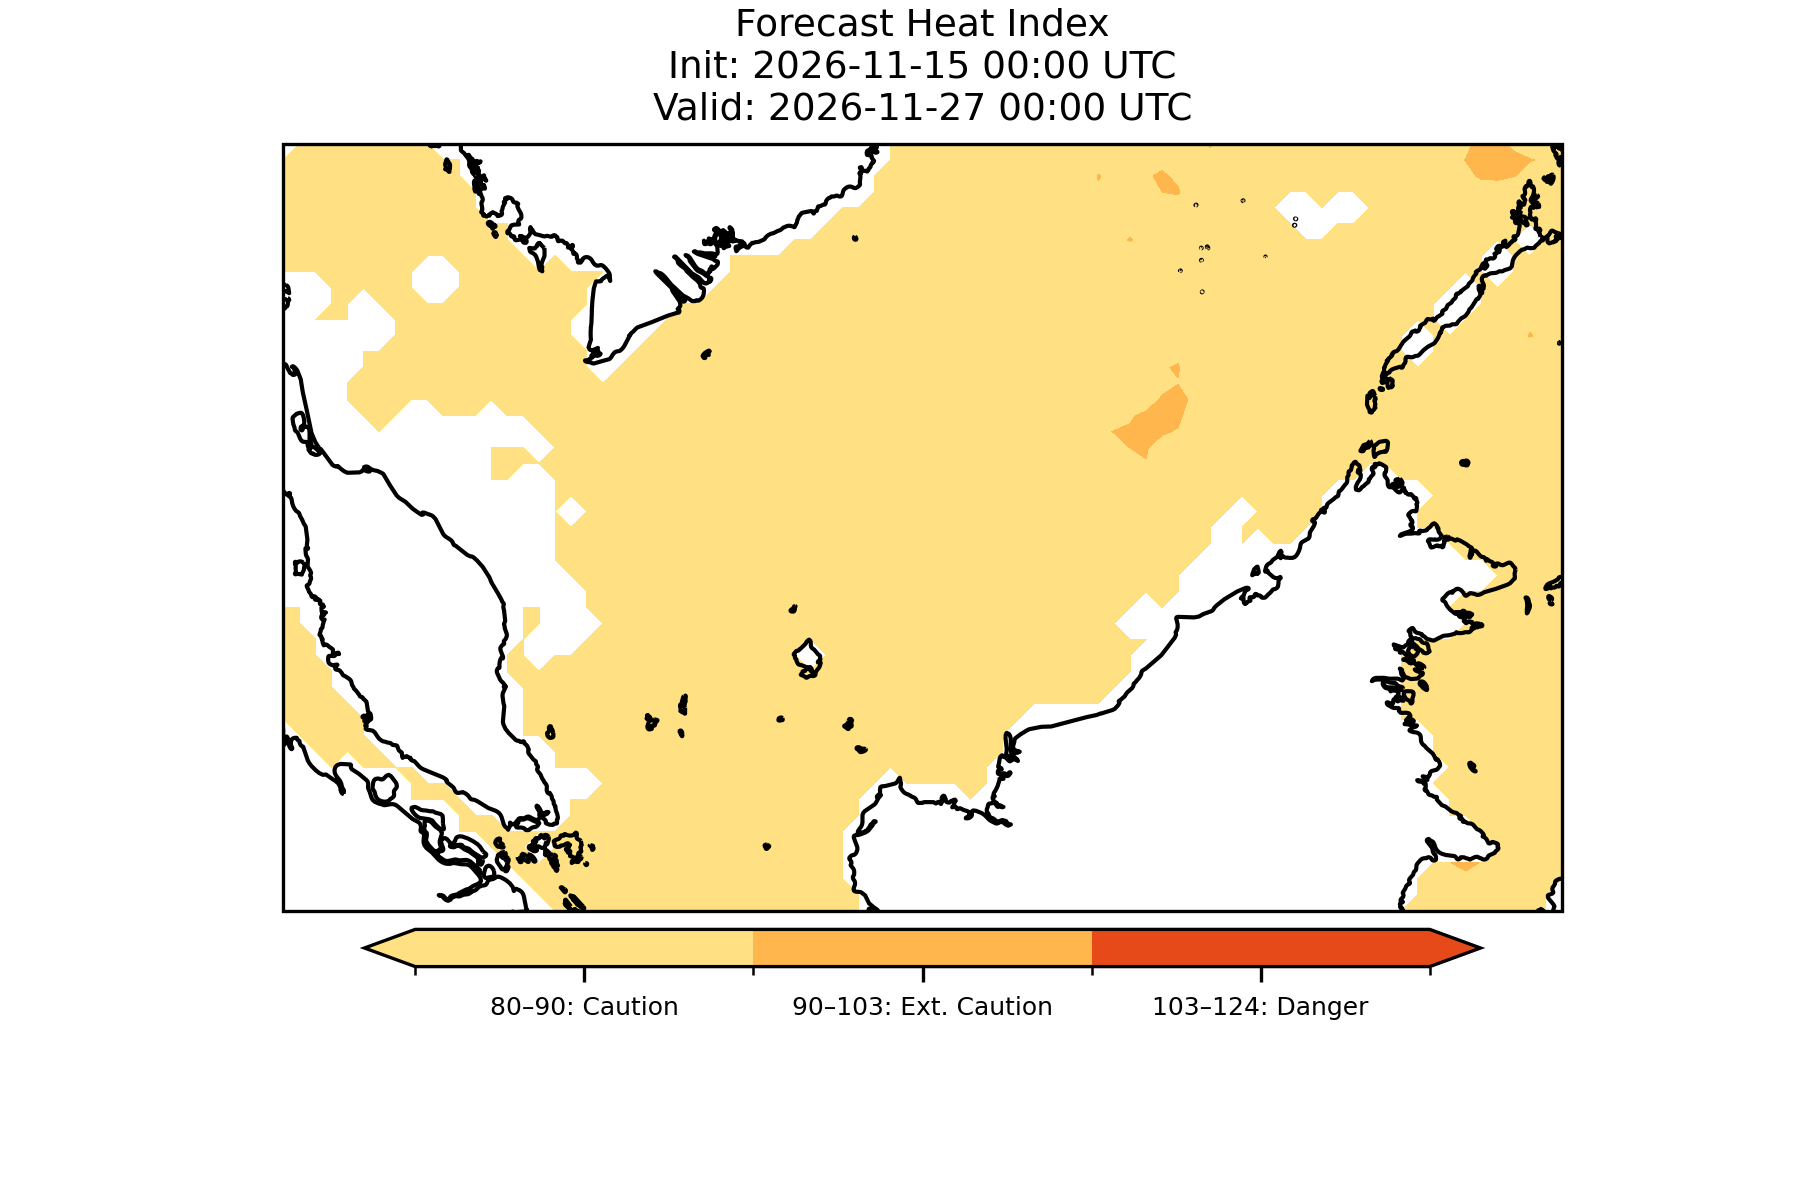 Forecast Heat Index
Init: 2026-11-15 00:00 UTC
Valid: 2026-11-27 00:00 UTC
80–90: Caution
90–103: Ext. Caution
103–124: Danger